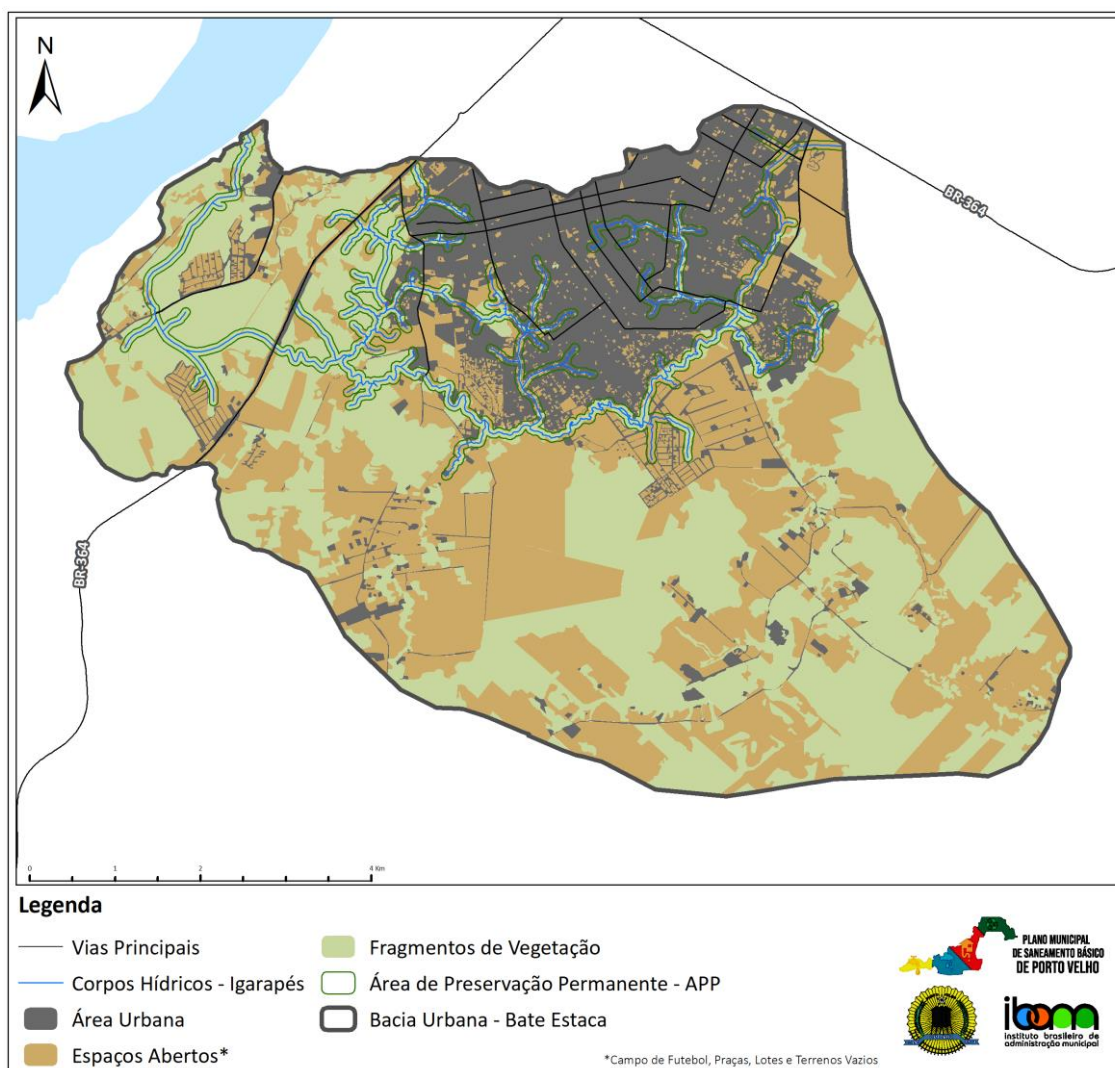 N
BR-364
BR-364
0 1 2 4 Km
Legenda
Vias Principais
Corpos Hídricos - Igarapés
Área Urbana
Espaços Abertos*
Fragmentos de Vegetação
Área de Preservação Permanente - APP
Bacia Urbana - Bate Estaca
*Campo de Futebol, Praças, Lotes e Terrenos Vazios
PLANO MUNICIPAL
DE SANEAMENTO BÁSICO
DE PORTO VELHO
ibam
instituto brasileiro de
administração municipal